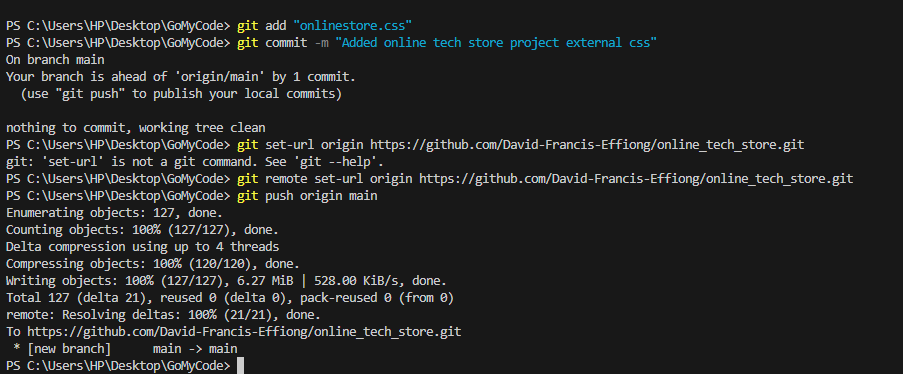 PS C:\Users\HP\Desktop\GoMyCode> git add "onlinestore.css"
PS C:\Users\HP\Desktop\GoMyCode> git commit -m "Added online tech store project external css"
On branch main
Your branch is ahead of 'origin/main' by 1 commit.
  (use "git push" to publish your local commits)

nothing to commit, working tree clean
PS C:\Users\HP\Desktop\GoMyCode> git set-url origin https://github.com/David-Francis-Effiong/online_tech_store.git
git: 'set-url' is not a git command. See 'git --help'.
PS C:\Users\HP\Desktop\GoMyCode> git remote set-url origin https://github.com/David-Francis-Effiong/online_tech_store.git
PS C:\Users\HP\Desktop\GoMyCode> git push origin main
Enumerating objects: 127, done.
Counting objects: 100% (127/127), done.
Delta compression using up to 4 threads
Compressing objects: 100% (120/120), done.
Writing objects: 100% (127/127), 6.27 MiB | 528.00 KiB/s, done.
Total 127 (delta 21), reused 0 (delta 0), pack-reused 0 (from 0)
remote: Resolving deltas: 100% (21/21), done.
To https://github.com/David-Francis-Effiong/online_tech_store.git
 * [new branch]      main -> main
PS C:\Users\HP\Desktop\GoMyCode>